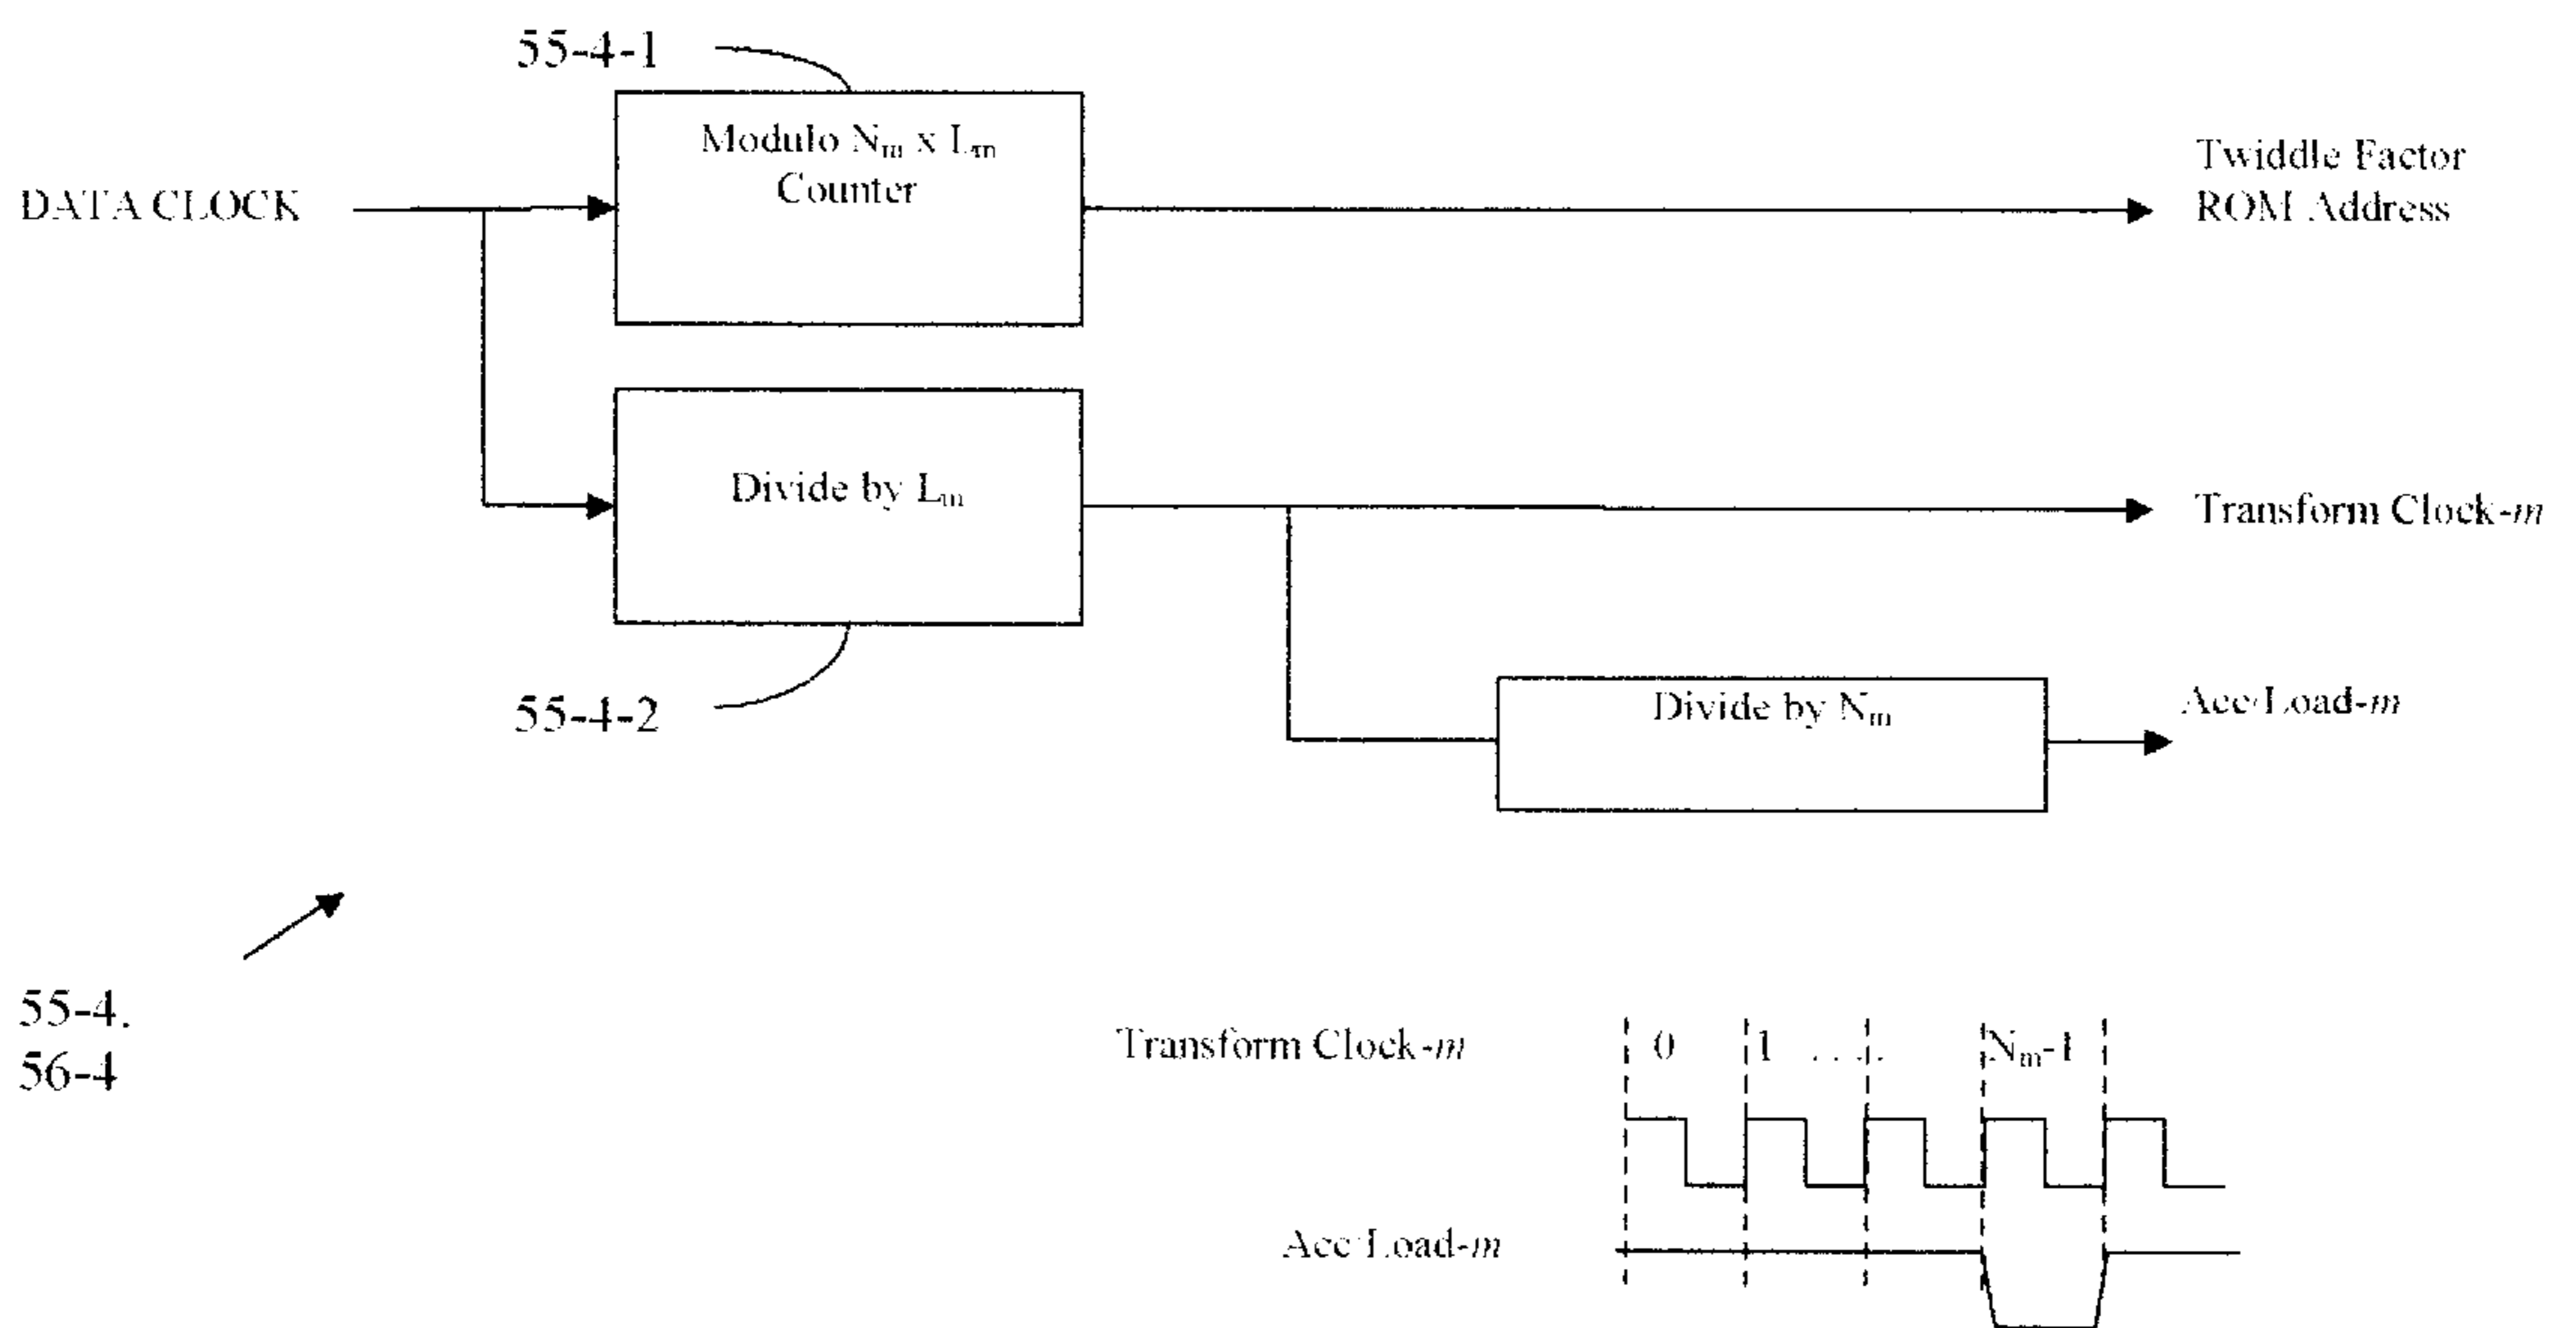 55-4-1
Modulo Nₘ x Lₘ
Counter
DATA CLOCK
Twiddle Factor
ROM Address
Divide by Lₘ
Transform Clock-m
55-4-2
Divide by Nₘ
Acc/Load-m
55-4.
56-4
Transform Clock-m
0 1 ..... Nₘ-1
Acc/Load-m